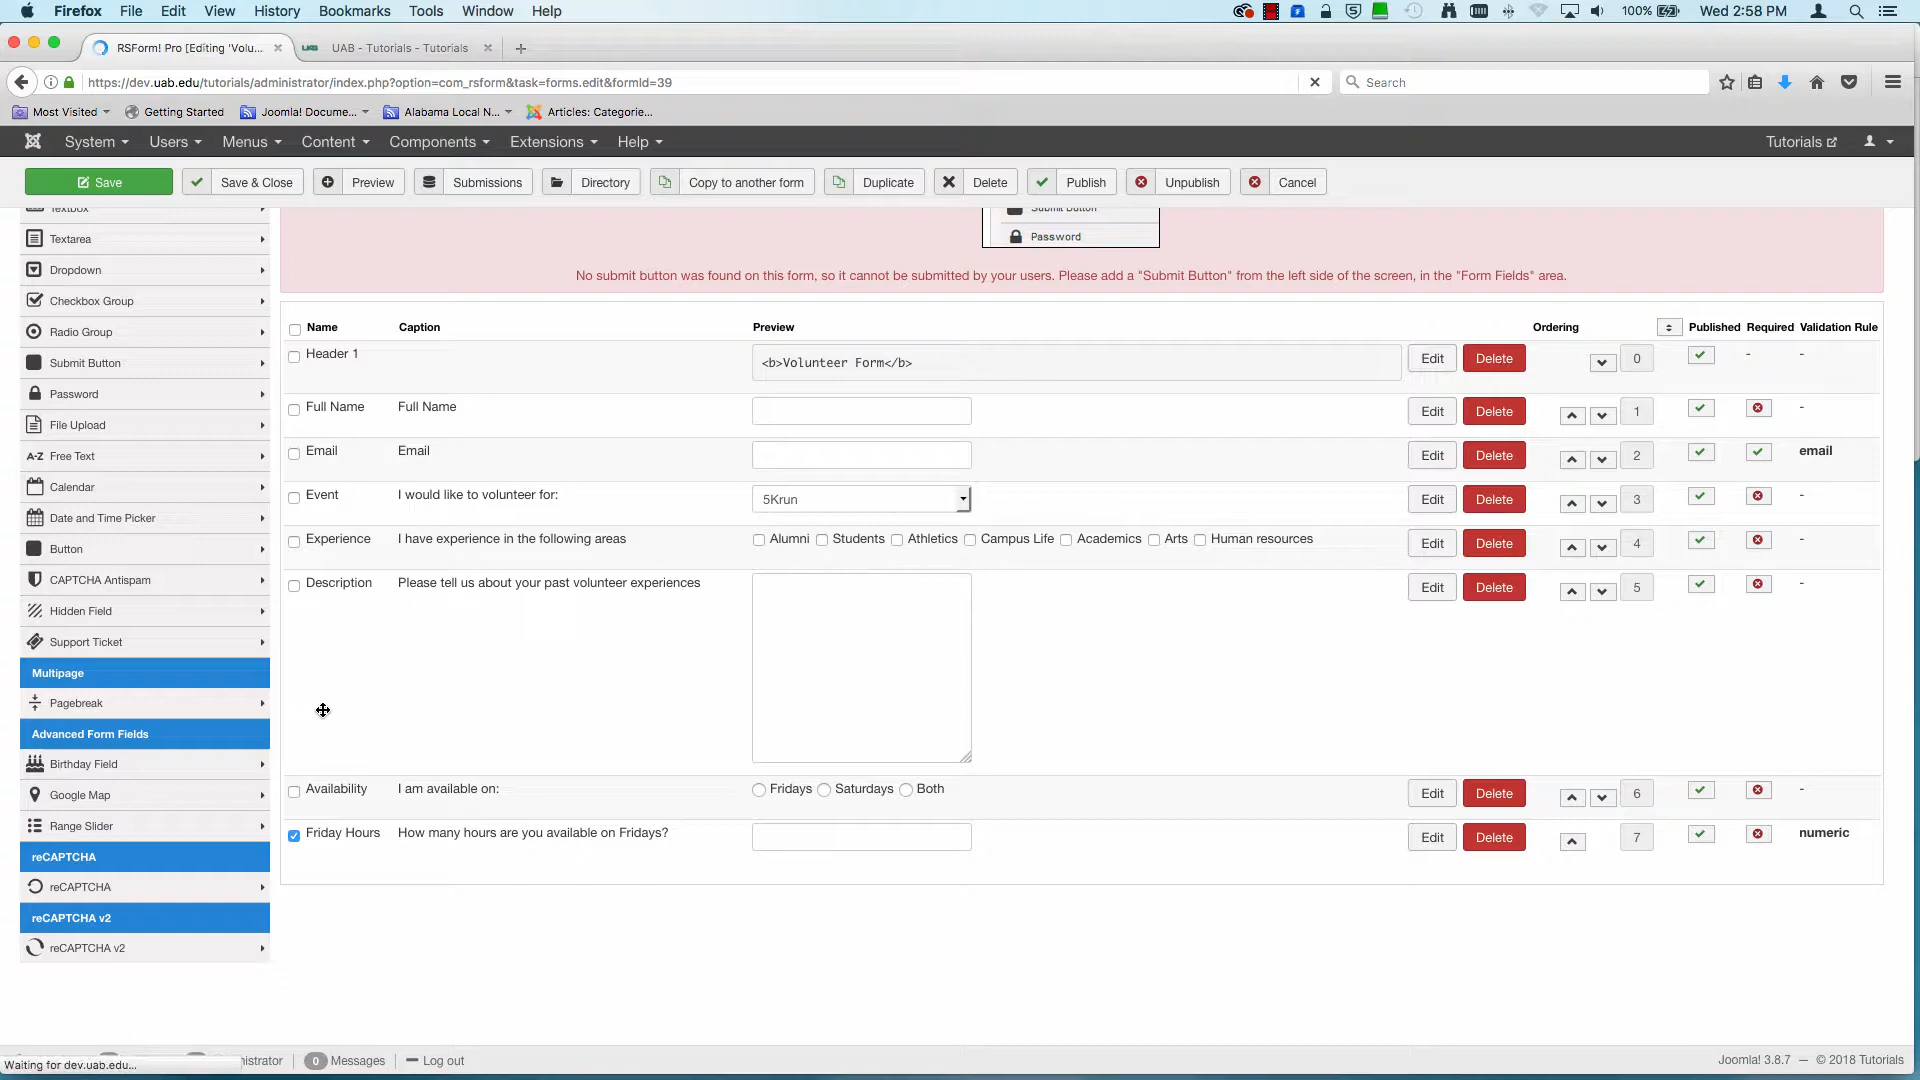 Firefox File Edit View History Bookmarks Tools Window Help 100% Wed 2:58 PM
RSForm! Pro [Editing 'Volu... UAB - Tutorials - Tutorials
https://dev.uab.edu/tutorials/administrator/index.php?option=com_rsform&task=forms.edit&formId=39 Search
Most Visited Getting Started Joomla! Docume... Alabama Local N... Articles: Categorie...
System Users Menus Content Components Extensions Help Tutorials
Save Save & Close Preview Submissions Directory Copy to another form Duplicate Delete Publish Unpublish Cancel
Textbox
Textarea
Dropdown
Checkbox Group
Radio Group
Submit Button
Password
File Upload
A-Z Free Text
Calendar
Date and Time Picker
Button
CAPTCHA Antispam
Hidden Field
Support Ticket
Multipage
Pagebreak
Advanced Form Fields
Birthday Field
Google Map
Range Slider
reCAPTCHA
reCAPTCHA
reCAPTCHA v2
reCAPTCHA v2
Submit Button
Password
No submit button was found on this form, so it cannot be submitted by your users. Please add a "Submit Button" from the left side of the screen, in the "Form Fields" area.
Name Caption Preview Ordering Published Required Validation Rule
Header 1 <b>Volunteer Form</b> Edit Delete 0 - -
Full Name Full Name Edit Delete 1 -
Email Email Edit Delete 2 email
Event I would like to volunteer for: 5Krun Edit Delete 3 -
Experience I have experience in the following areas Alumni Students Athletics Campus Life Academics Arts Human resources Edit Delete 4 -
Description Please tell us about your past volunteer experiences Edit Delete 5 -
Availability I am available on: Fridays Saturdays Both Edit Delete 6 -
Friday Hours How many hours are you available on Fridays? Edit Delete 7 numeric
Waiting for dev.uab.edu... inistrator 0 Messages Log out Joomla! 3.8.7 — © 2018 Tutorials